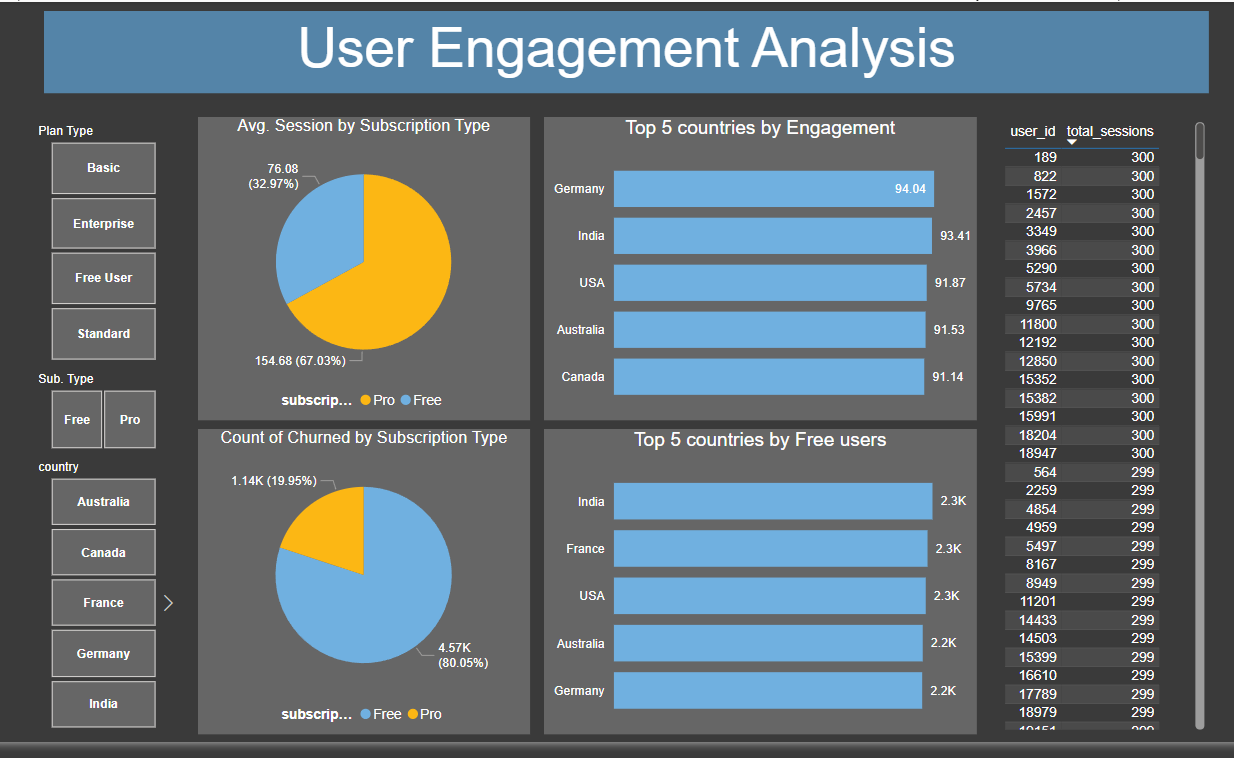 User Engagement Analysis
Plan Type
Basic
Enterprise
Free User
Standard
Sub. Type
Free
Pro
country
Australia
Canada
France
Germany
India
Avg. Session by Subscription Type
76.08
(32.97%)
154.68 (67.03%)
subscrip... Pro Free
Count of Churned by Subscription Type
1.14K (19.95%)
4.57K
(80.05%)
subscrip... Free Pro
Top 5 countries by Engagement
Germany 94.04
India 93.41
USA 91.87
Australia 91.53
Canada 91.14
Top 5 countries by Free users
India 2.3K
France 2.3K
USA 2.3K
Australia 2.2K
Germany 2.2K
user_id total_sessions
189 300
822 300
1572 300
2457 300
3349 300
3966 300
5290 300
5734 300
9765 300
11800 300
12192 300
12850 300
15352 300
15382 300
15991 300
18204 300
18947 300
564 299
2259 299
4854 299
4959 299
5497 299
8167 299
8949 299
11201 299
14433 299
14503 299
15399 299
16610 299
17789 299
18979 299